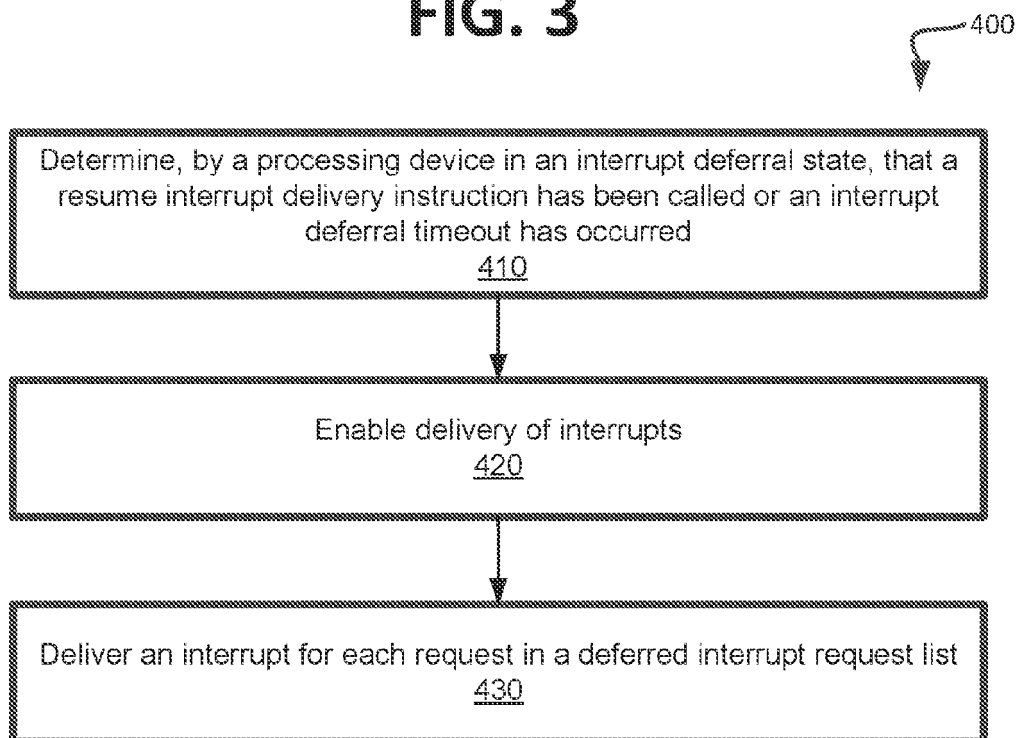 FIG. 3
400
Determine, by a processing device in an interrupt deferral state, that a
resume interrupt delivery instruction has been called or an interrupt
deferral timeout has occurred
410
Enable delivery of interrupts
420
Deliver an interrupt for each request in a deferred interrupt request list
430